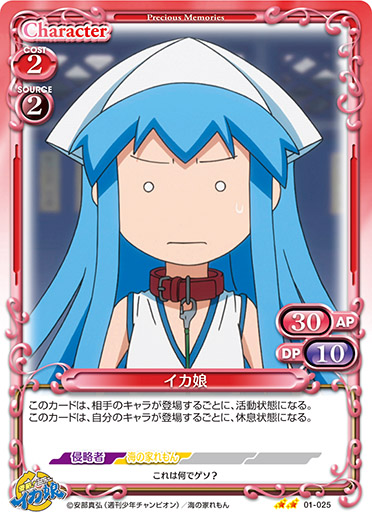 Precious Memories
Character
COST
2
SOURCE
2
30 AP
DP 10
イカ娘
このカードは、相手のキャラが登場するごとに、活動状態になる。
このカードは、自分のキャラが登場するごとに、休息状態になる。
侵略者 海の家れもん
これは何でゲソ？
イカ娘
©安部真弘（週刊少年チャンピオン）／海の家れもん
01-025